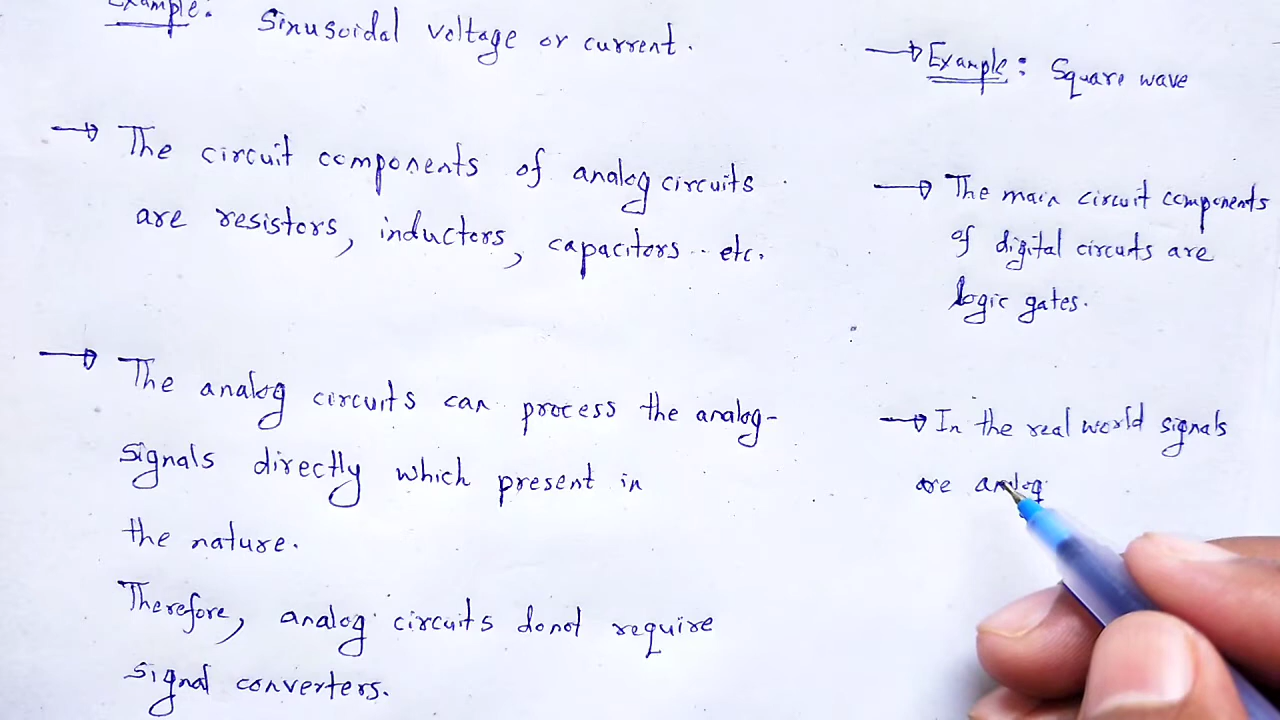 Example: Sinusoidal voltage or current.
→ The circuit components of analog circuits
are resistors, inductors, capacitors .. etc.
→ The analog circuits can process the analog-
signals directly which present in
the nature.
Therefore, analog circuits donot require
signal converters.
→ Example: Square wave
→ The main circuit components
of digital circuits are
logic gates.
→ In the real world signals
are analog